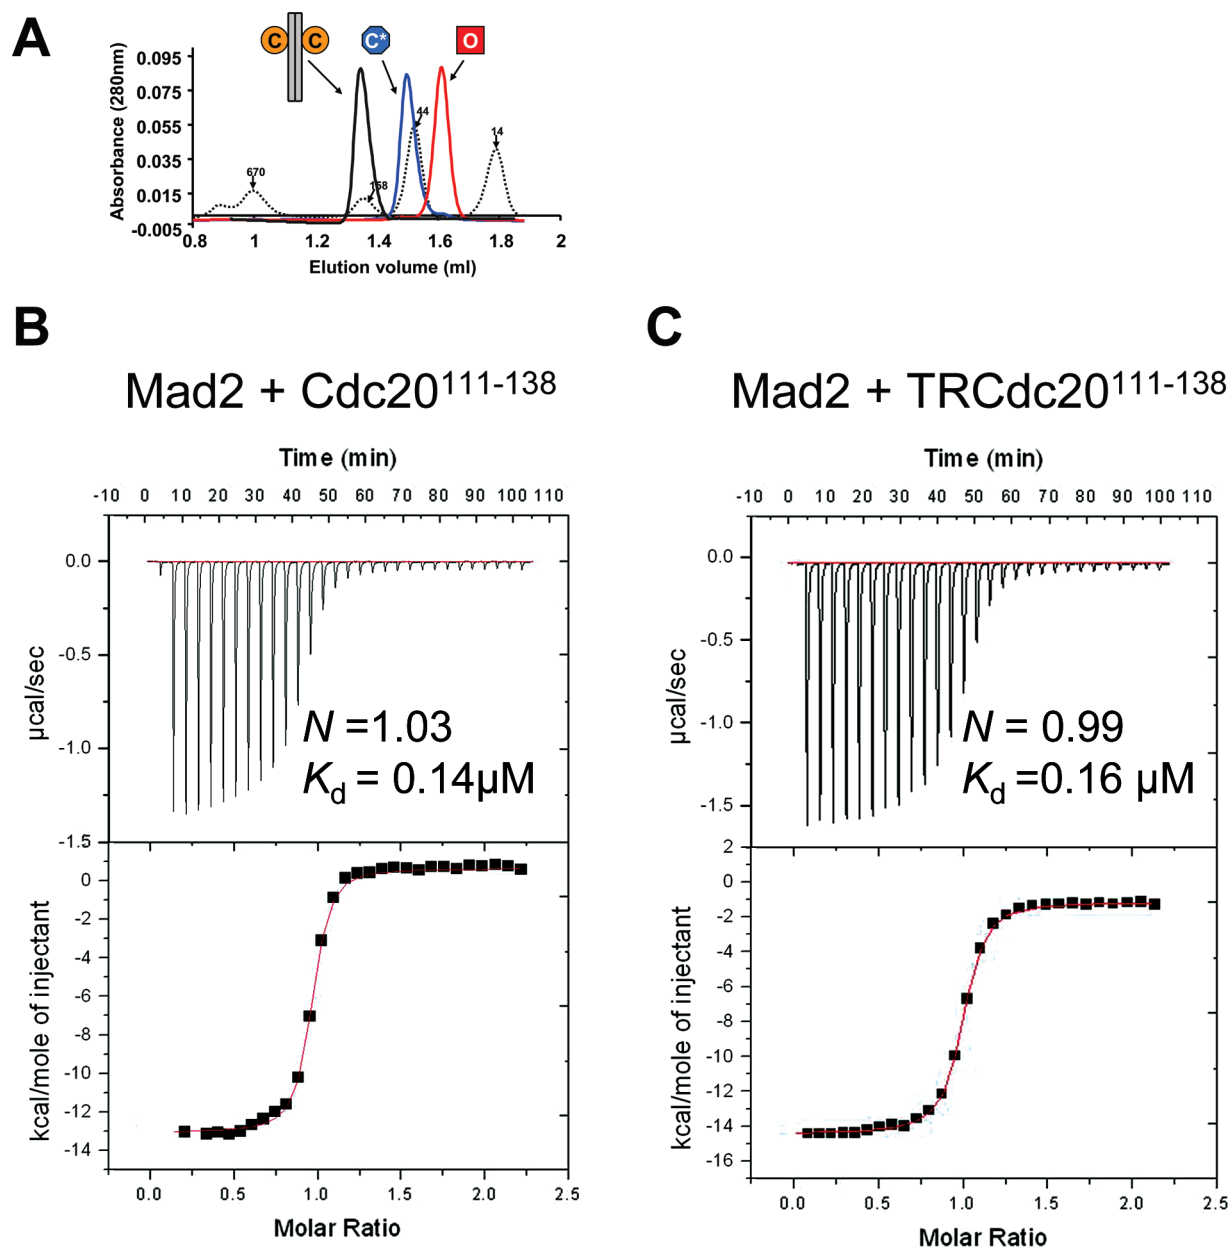 A
C C C* O
Absorbance (280nm)
0.095
0.075
0.055
0.035
0.015
-0.005
670
158
44
14
0.8 1 1.2 1.4 1.6 1.8 2
Elution volume (ml)
B
Mad2 + Cdc20¹¹¹⁻¹³⁸
Time (min)
-10 0 10 20 30 40 50 60 70 80 90 100 110
0.0
-0.5
-1.0
-1.5
µcal/sec
N =1.03
Kd = 0.14µM
0
-2
-4
-6
-8
-10
-12
-14
kcal/mole of injectant
0.0 0.5 1.0 1.5 2.0 2.5
Molar Ratio
C
Mad2 + TRCdc20¹¹¹⁻¹³⁸
Time (min)
-10 0 10 20 30 40 50 60 70 80 90 100 110
0.0
-0.5
-1.0
-1.5
µcal/sec
N = 0.99
Kd =0.16 µM
2
0
-2
-4
-6
-8
-10
-12
-14
-16
kcal/mole of injectant
0.0 0.5 1.0 1.5 2.0 2.5
Molar Ratio